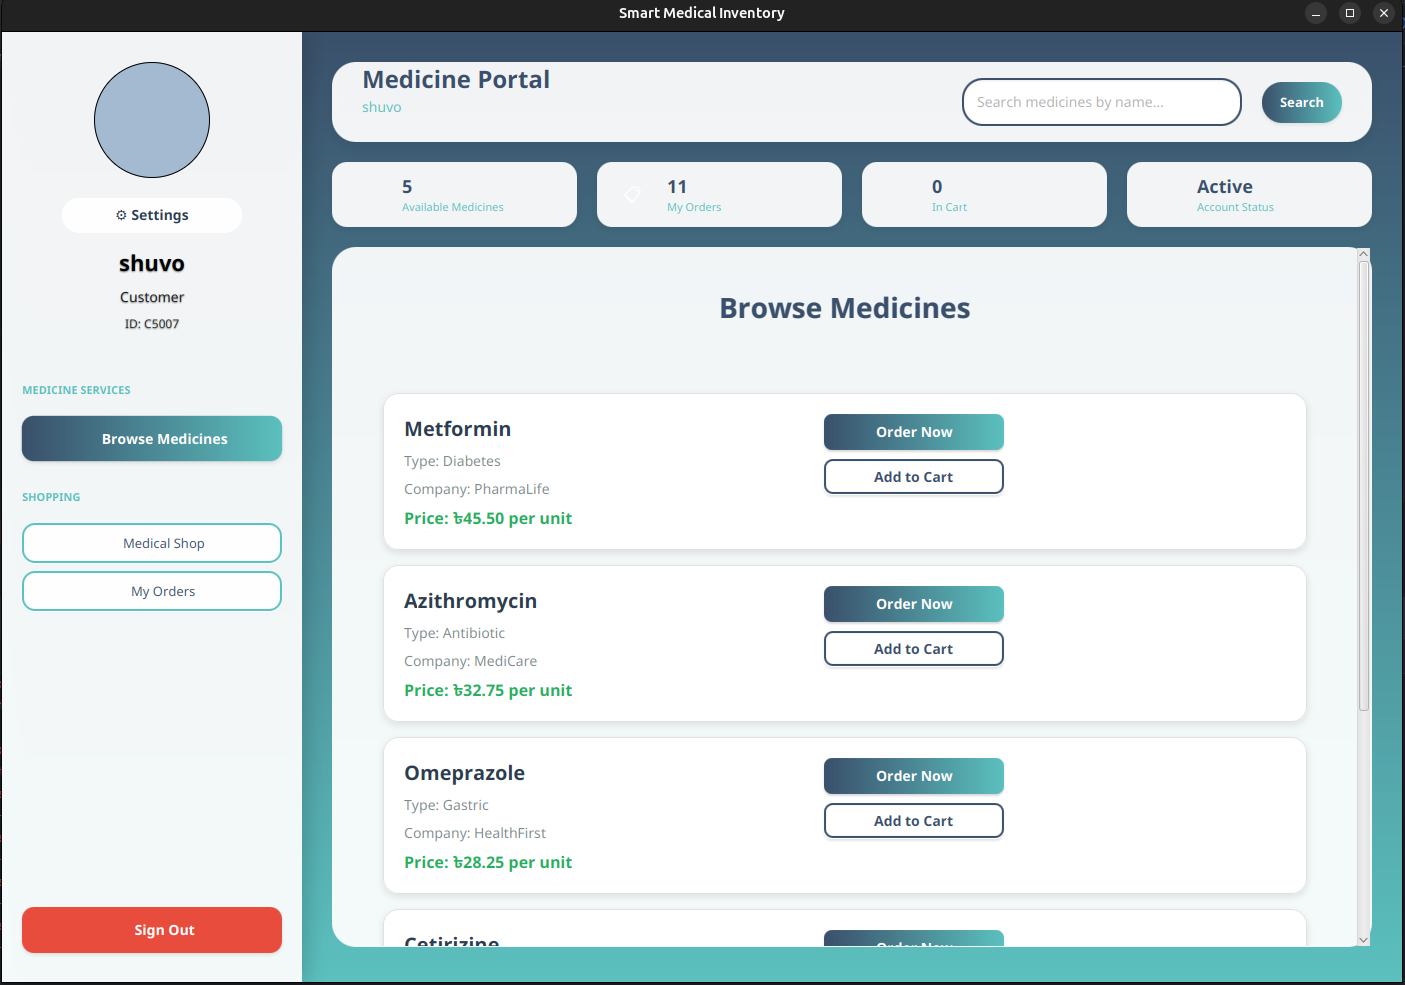 Smart Medical Inventory
⚙ Settings
shuvo
Customer
ID: C5007
MEDICINE SERVICES
Browse Medicines
SHOPPING
Medical Shop
My Orders
Sign Out
Medicine Portal
shuvo
Search medicines by name...
Search
5
Available Medicines
11
My Orders
0
In Cart
Active
Account Status
Browse Medicines
Metformin
Type: Diabetes
Company: PharmaLife
Price: ৳45.50 per unit
Order Now
Add to Cart
Azithromycin
Type: Antibiotic
Company: MediCare
Price: ৳32.75 per unit
Order Now
Add to Cart
Omeprazole
Type: Gastric
Company: HealthFirst
Price: ৳28.25 per unit
Order Now
Add to Cart
Cetirizine
Order Now